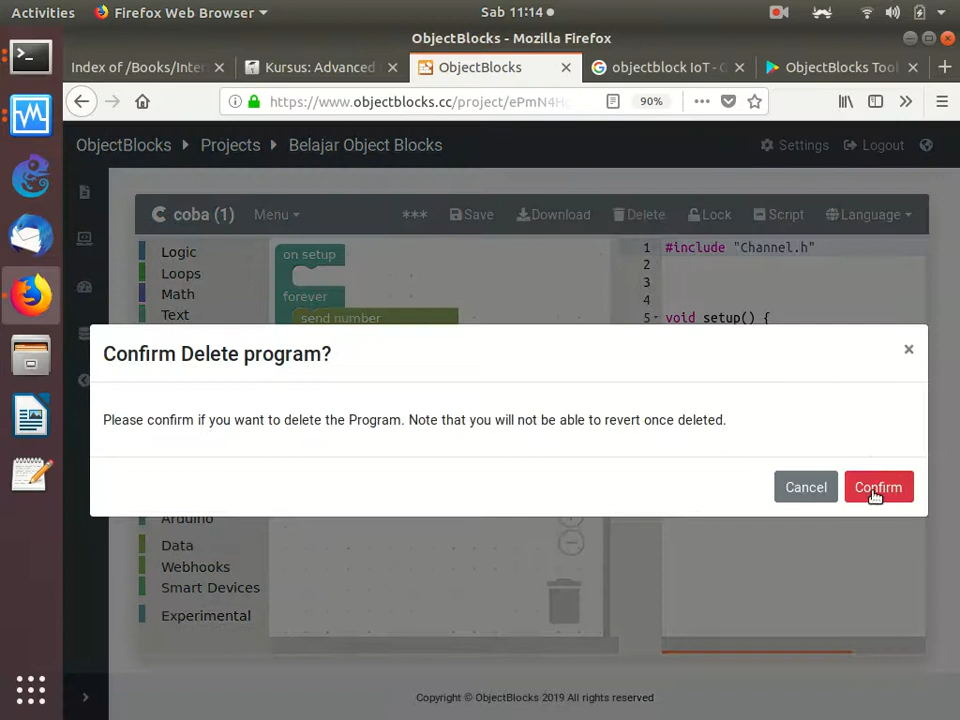 Activities Firefox Web Browser Sab 11:14
ObjectBlocks - Mozilla Firefox
Index of /Books/Inter Kursus: Advanced ObjectBlocks objectblock IoT - G ObjectBlocks Tool
https://www.objectblocks.cc/project/ePmN4H 90%
ObjectBlocks Projects Belajar Object Blocks Settings Logout
coba (1) Menu *** Save Download Delete Lock Script Language
Logic
Loops
Math
Text
on setup
forever
send number
1 #include "Channel.h"
2
3
4
5 void setup() {
Confirm Delete program? ×
Please confirm if you want to delete the Program. Note that you will not be able to revert once deleted.
Cancel Confirm
Arduino
Data
Webhooks
Smart Devices
Experimental
Copyright © ObjectBlocks 2019 All rights reserved